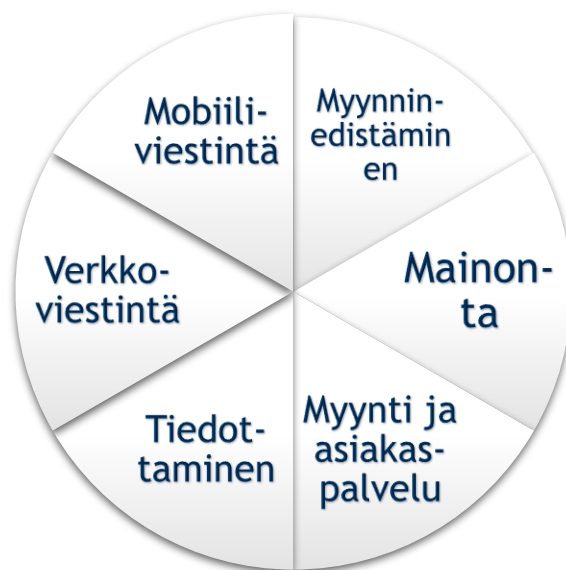 Mobiili-
viestintä
Myynnin-
edistämin
en
Verkko-
viestintä
Mainon-
ta
Tiedot-
taminen
Myynti ja
asiakas-
palvelu